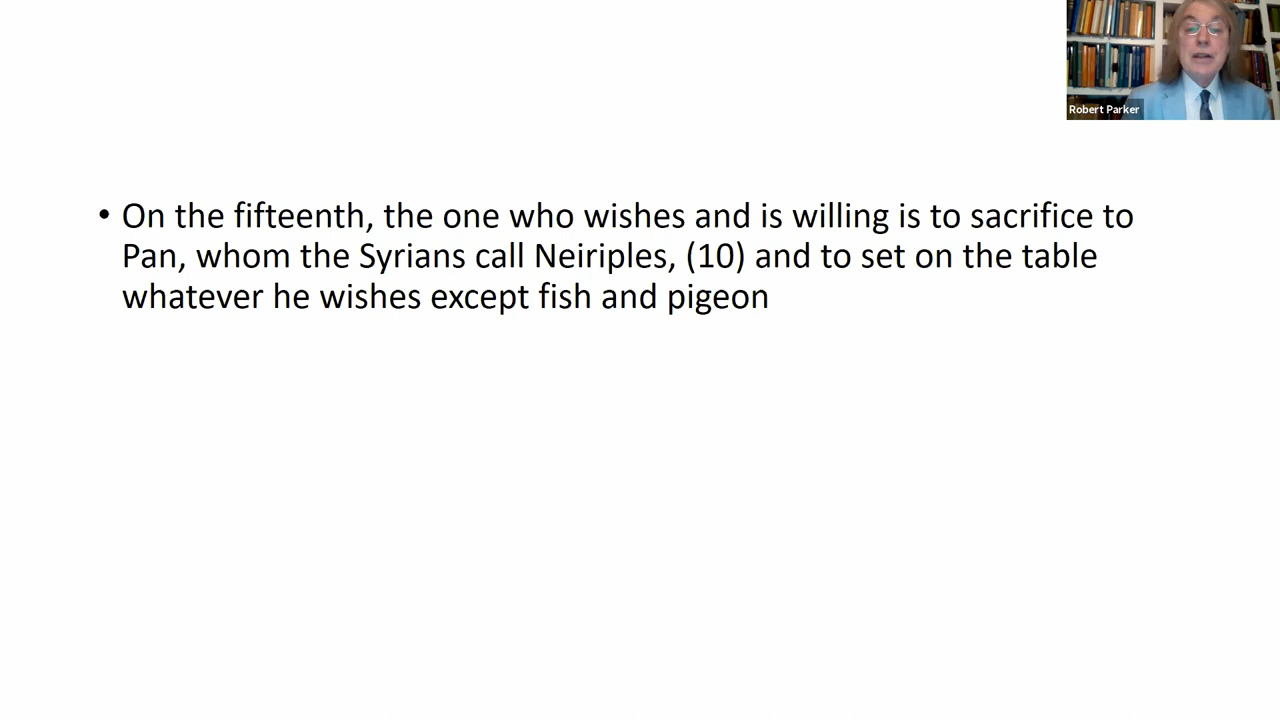 Robert Parker
• On the fifteenth, the one who wishes and is willing is to sacrifice to
Pan, whom the Syrians call Neiriples, (10) and to set on the table
whatever he wishes except fish and pigeon